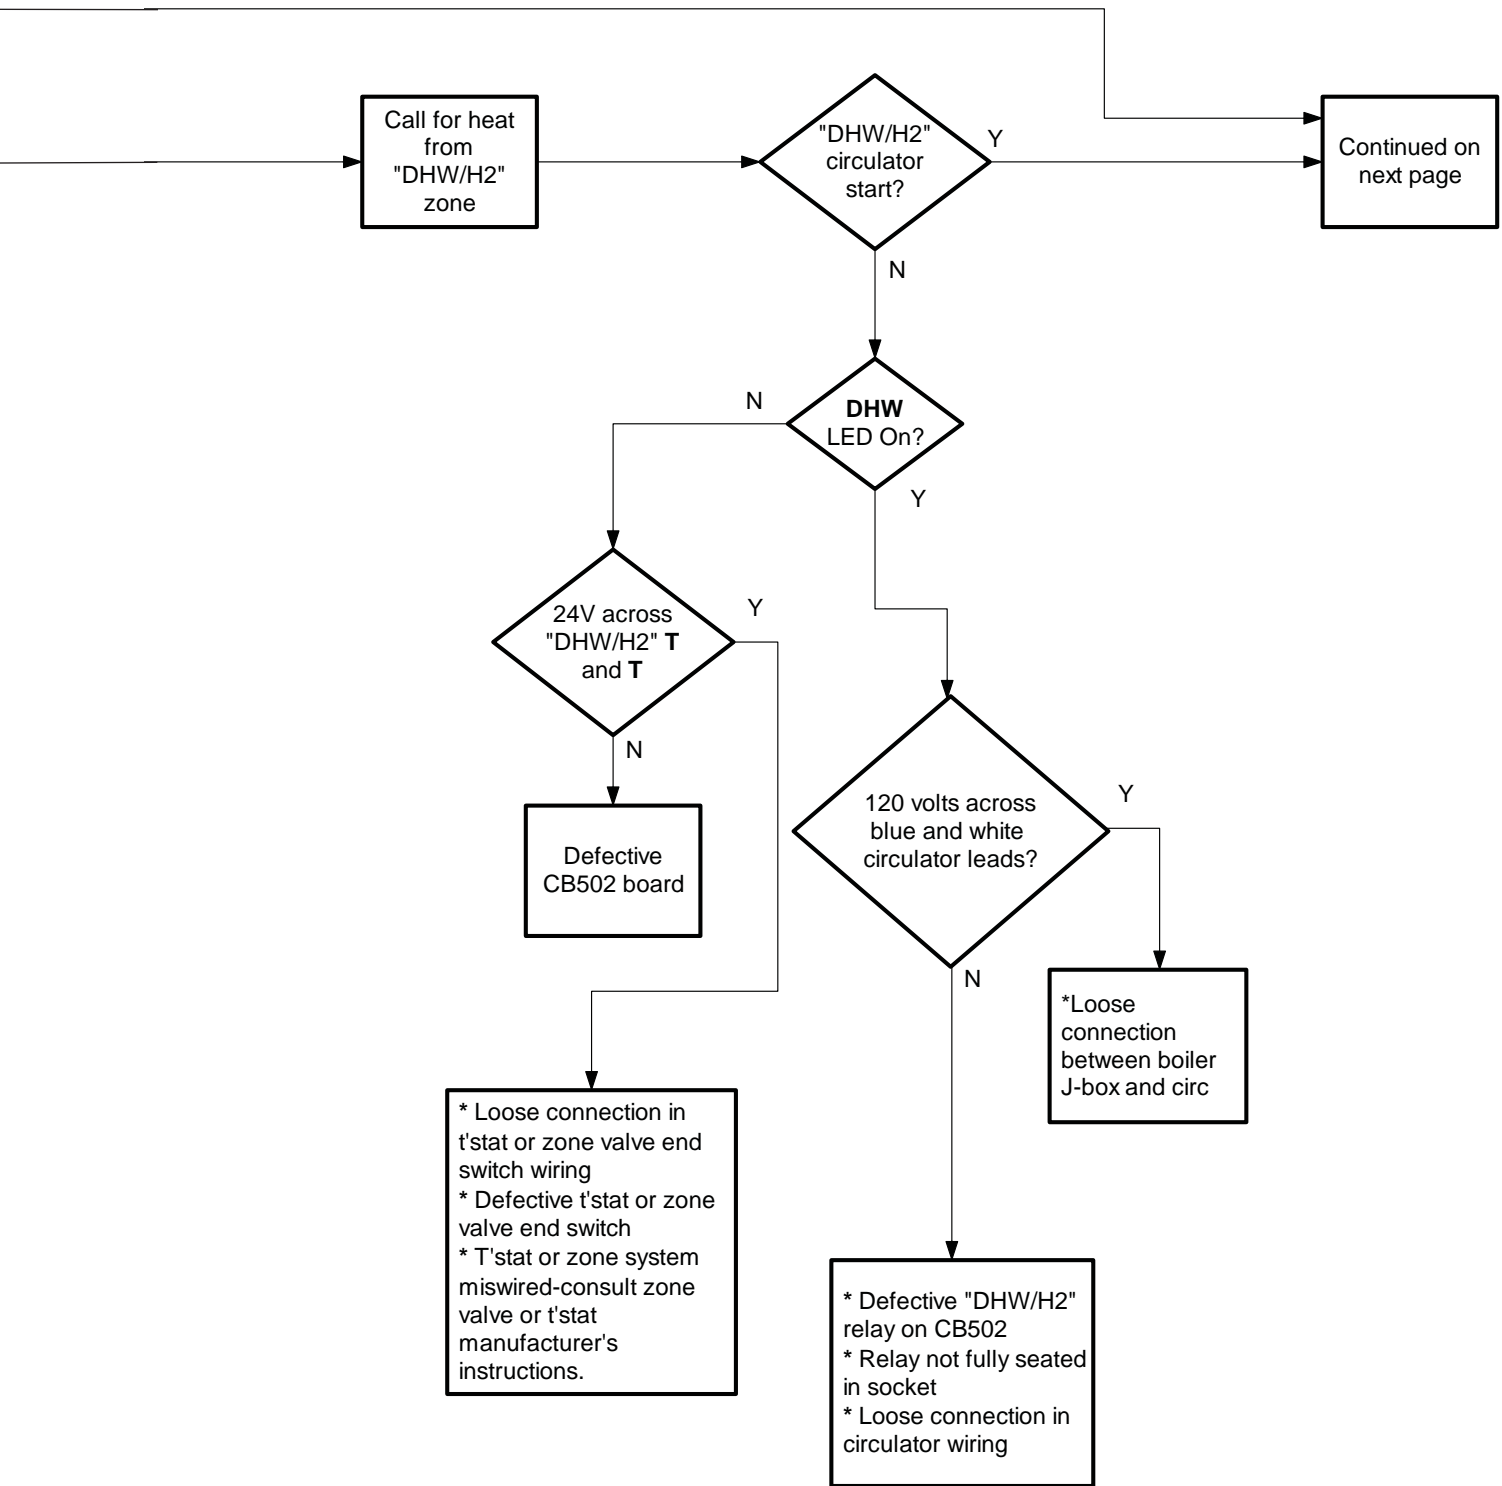 Call for heat
from
"DHW/H2"
zone
"DHW/H2"
circulator
start?
Y
Continued on
next page
N
DHW
LED On?
N
Y
24V across
"DHW/H2" T
and T
Y
N
Defective
CB502 board
120 volts across
blue and white
circulator leads?
Y
N
*Loose
connection
between boiler
J-box and circ
* Loose connection in
t'stat or zone valve end
switch wiring
* Defective t'stat or zone
valve end switch
* T'stat or zone system
miswired-consult zone
valve or t'stat
manufacturer's
instructions.
* Defective "DHW/H2"
relay on CB502
* Relay not fully seated
in socket
* Loose connection in
circulator wiring